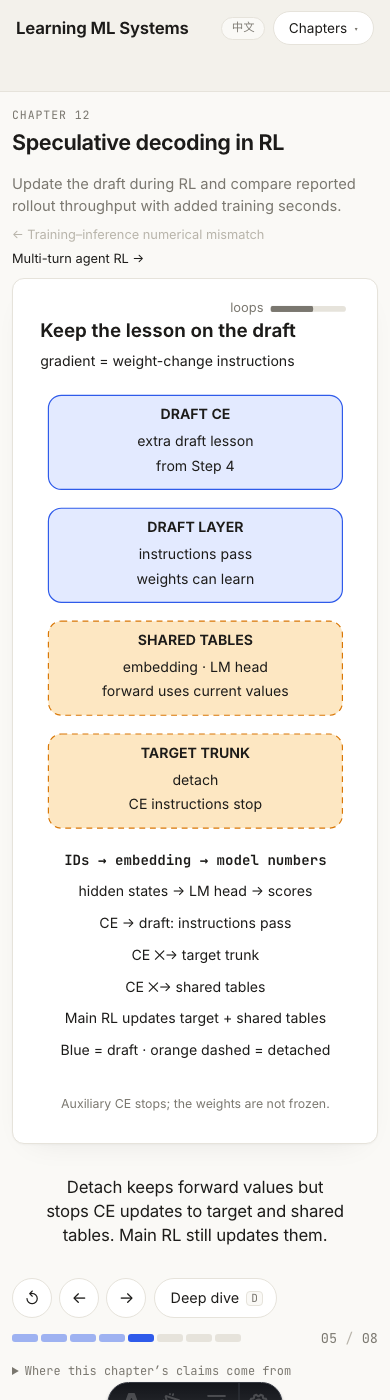 Learning ML Systems
中文
Chapters
CHAPTER 12
Speculative decoding in RL
Update the draft during RL and compare reported
rollout throughput with added training seconds.
← Training–inference numerical mismatch
Multi-turn agent RL →
loops
Keep the lesson on the draft
gradient = weight-change instructions
DRAFT CE
extra draft lesson
from Step 4
DRAFT LAYER
instructions pass
weights can learn
SHARED TABLES
embedding · LM head
forward uses current values
TARGET TRUNK
detach
CE instructions stop
IDs → embedding → model numbers
hidden states → LM head → scores
CE → draft: instructions pass
CE ✕→ target trunk
CE ✕→ shared tables
Main RL updates target + shared tables
Blue = draft · orange dashed = detached
Auxiliary CE stops; the weights are not frozen.
Detach keeps forward values but
stops CE updates to target and shared
tables. Main RL still updates them.
Deep dive D
05 / 08
Where this chapter’s claims come from